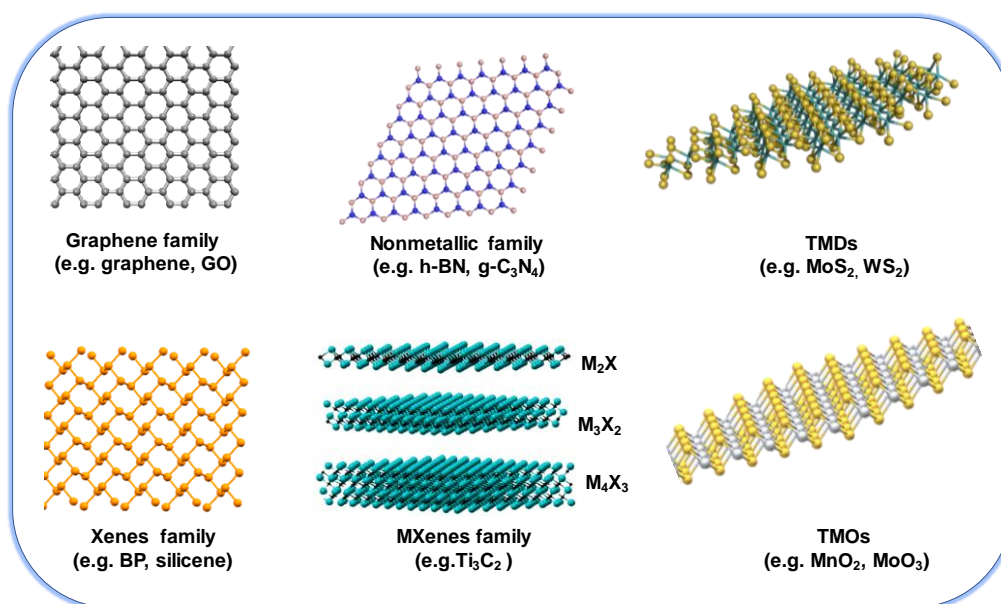 Graphene family
(e.g. graphene, GO)
Nonmetallic family
(e.g. h-BN, g-C₃N₄)
TMDs
(e.g. MoS₂, WS₂)
M₂X
M₃X₂
M₄X₃
Xenes family
(e.g. BP, silicene)
MXenes family
(e.g.Ti₃C₂ )
TMOs
(e.g. MnO₂, MoO₃)